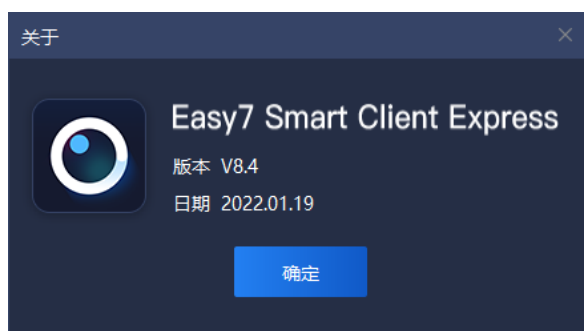 关于
Easy7 Smart Client Express
版本 V8.4
日期 2022.01.19
确定